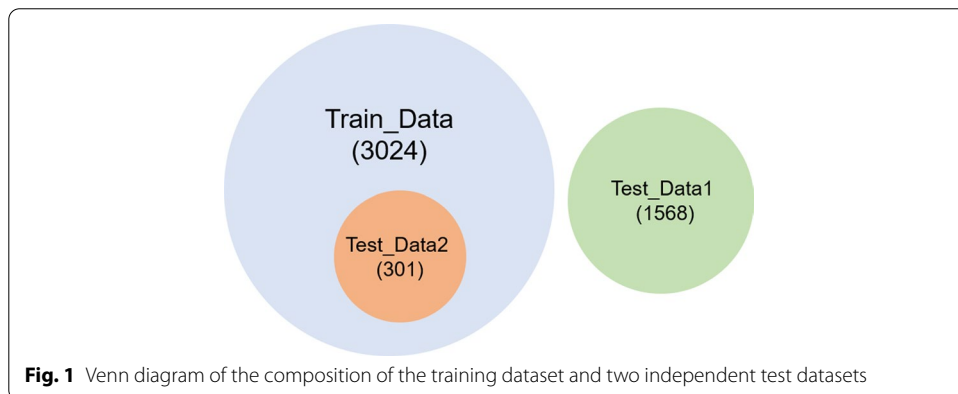 Train_Data
(3024)
Test_Data1
(1568)
Test_Data2
(301)
Fig. 1 Venn diagram of the composition of the training dataset and two independent test datasets